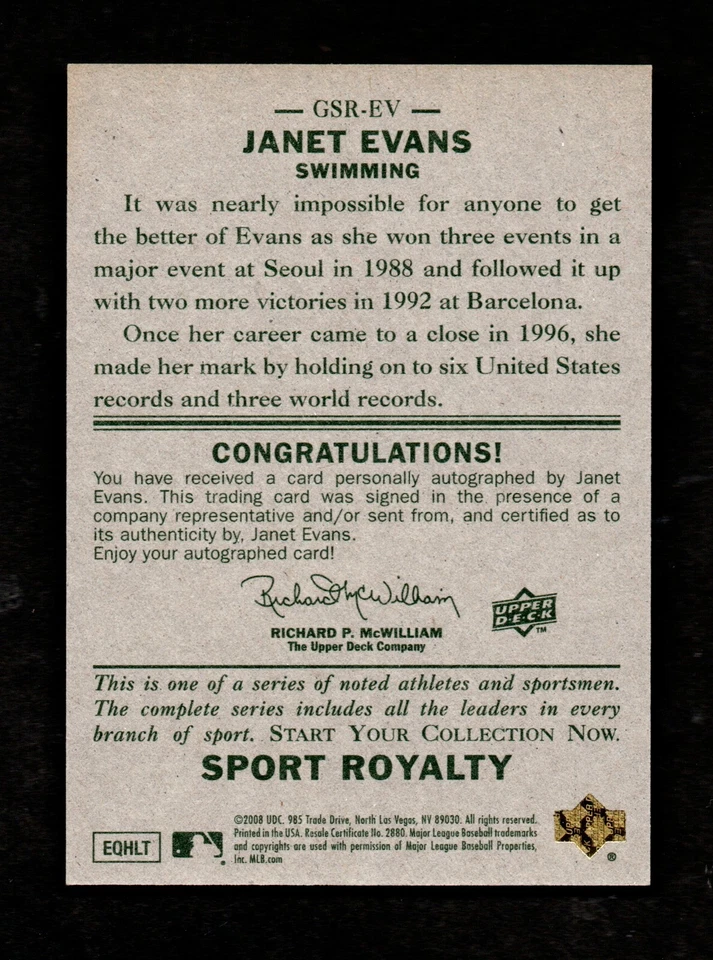 — GSR-EV —
JANET EVANS
SWIMMING
It was nearly impossible for anyone to get
the better of Evans as she won three events in a
major event at Seoul in 1988 and followed it up
with two more victories in 1992 at Barcelona.
Once her career came to a close in 1996, she
made her mark by holding on to six United States
records and three world records.
CONGRATULATIONS!
You have received a card personally autographed by Janet
Evans. This trading card was signed in the presence of a
company representative and/or sent from, and certified as to
its authenticity by, Janet Evans.
Enjoy your autographed card!
Richard McWilliam
UPPER
D·E·C·K
TM
RICHARD P. McWILLIAM
The Upper Deck Company
This is one of a series of noted athletes and sportsmen.
The complete series includes all the leaders in every
branch of sport. START YOUR COLLECTION NOW.
SPORT ROYALTY
EQHLT
©2008 UDC. 985 Trade Drive, North Las Vegas, NV 89030. All rights reserved.
Printed in the USA. Resale Certificate No. 2880. Major League Baseball trademarks
and copyrights are used with permission of Major League Baseball Properties,
Inc. MLB.com
®